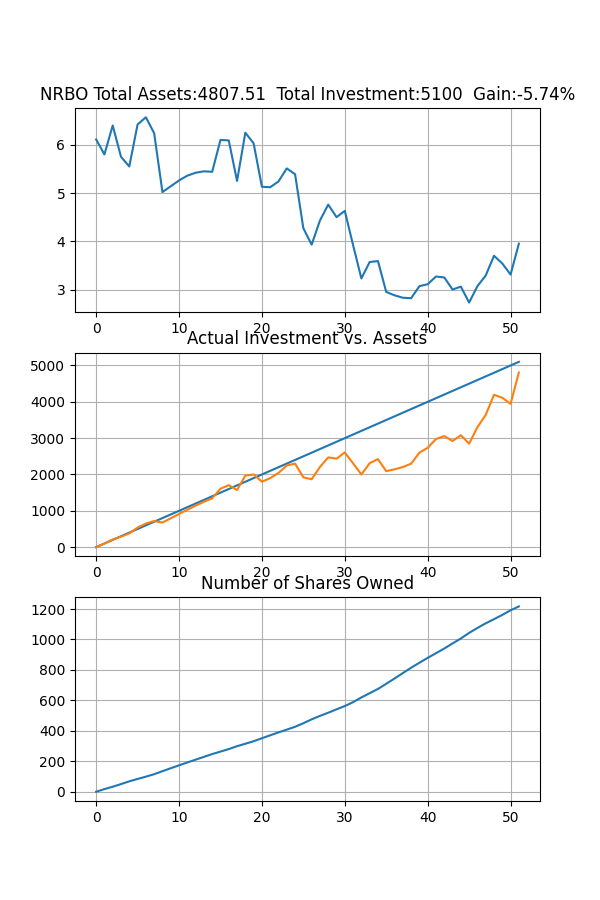 NRBO Total Assets:4807.51  Total Investment:5100  Gain:-5.74%
6
5
4
3
0 10 20 30 40 50
Actual Investment vs. Assets
5000
4000
3000
2000
1000
0
0 10 20 30 40 50
Number of Shares Owned
1200
1000
800
600
400
200
0
0 10 20 30 40 50